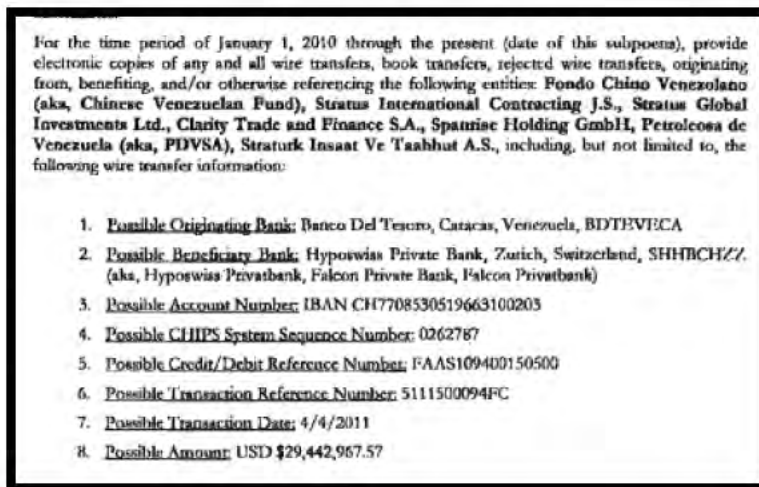 For the time period of January 1, 2010 through the present (date of this subpoena), provide
electronic copies of any and all wire transfers, book transfers, rejected wire transfers, originating
from, benefiting, and/or otherwise referencing the following entities: Fondo Chino Venezolano
(aka, Chinese Venezuelan Fund), Stratus International Contracting J.S., Stratus Global
Investments Ltd., Clarity Trade and Finance S.A., Spanrise Holding GmbH, Petroleosa de
Venezuela (aka, PDVSA), Straturk Insaat Ve Taahhut A.S., including, but not limited to, the
following wire transfer information:
1. Possible Originating Bank: Banco Del Tesoro, Caracas, Venezuela, BDTEVECA
2. Possible Beneficiary Bank: Hyposwiss Private Bank, Zurich, Switzerland, SHHBCHZZ
(aka, Hyposwiss Privatbank, Falcon Private Bank, Falcon Privatbank)
3. Possible Account Number: IBAN CH7708530519663100203
4. Possible CHIPS System Sequence Number: 0262787
5. Possible Credit/Debit Reference Number: FAAS109400150500
6. Possible Transaction Reference Number: 5111500094FC
7. Possible Transaction Date: 4/4/2011
8. Possible Amount: USD $29,442,967.57